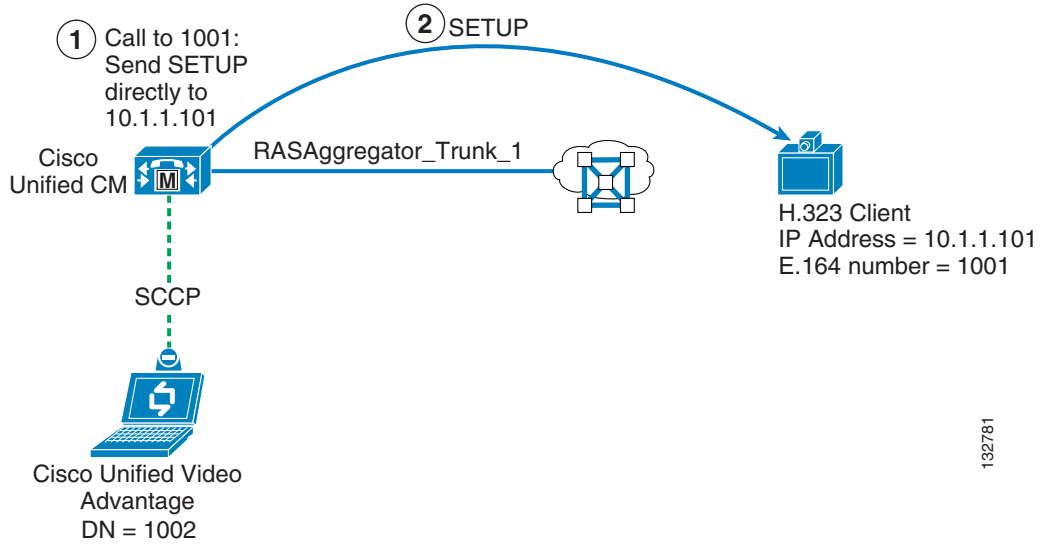 1
Call to 1001:
Send SETUP
directly to
10.1.1.101
2
SETUP
Cisco
Unified CM
M
RASAggregator_Trunk_1
H.323 Client
IP Address = 10.1.1.101
E.164 number = 1001
SCCP
Cisco Unified Video
Advantage
DN = 1002
132781